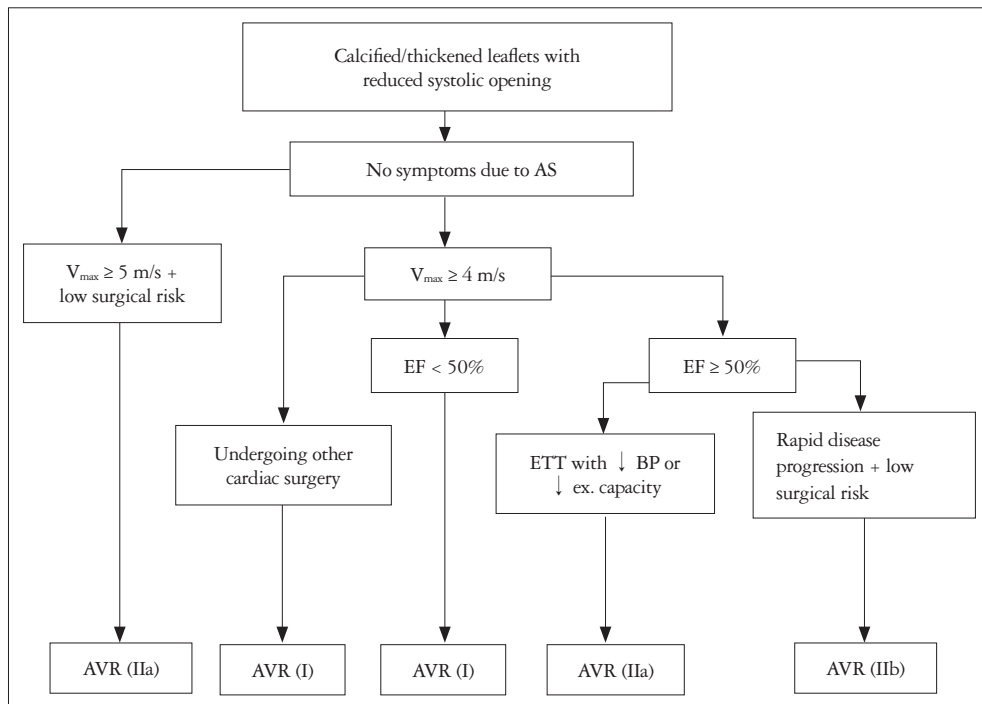 Calcified/thickened leaflets with
reduced systolic opening
No symptoms due to AS
Vmax ≥ 5 m/s +
low surgical risk
Vmax ≥ 4 m/s
EF < 50%
EF ≥ 50%
Undergoing other
cardiac surgery
ETT with ↓ BP or
↓ ex. capacity
Rapid disease
progression + low
surgical risk
AVR (IIa)
AVR (I)
AVR (I)
AVR (IIa)
AVR (IIb)